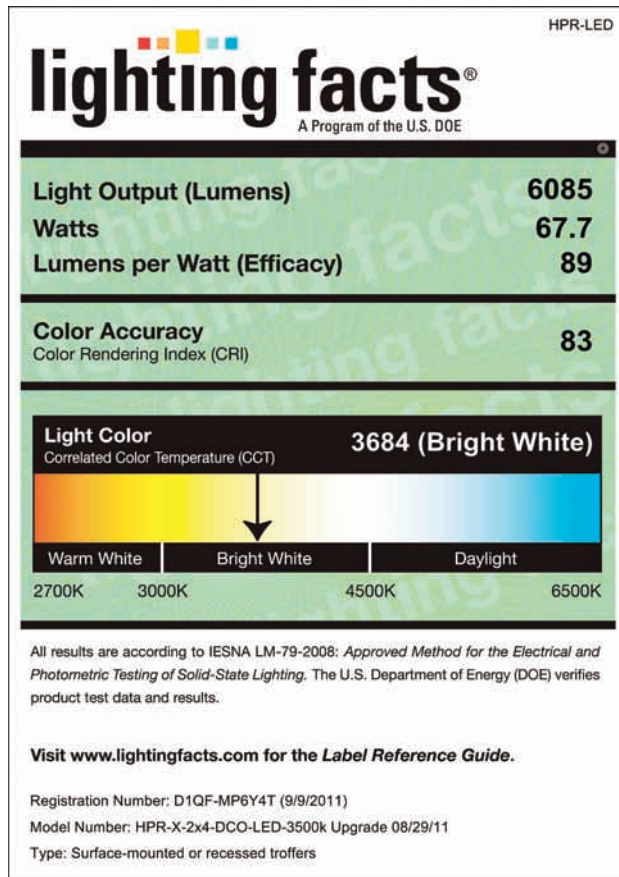 HPR-LED
lighting facts®
A Program of the U.S. DOE
Light Output (Lumens) 6085
Watts 67.7
Lumens per Watt (Efficacy) 89
Color Accuracy
Color Rendering Index (CRI) 83
Light Color
Correlated Color Temperature (CCT) 3684 (Bright White)
Warm White Bright White Daylight
2700K 3000K 4500K 6500K
All results are according to IESNA LM-79-2008: Approved Method for the Electrical and
Photometric Testing of Solid-State Lighting. The U.S. Department of Energy (DOE) verifies
product test data and results.
Visit www.lightingfacts.com for the Label Reference Guide.
Registration Number: D1QF-MP6Y4T (9/9/2011)
Model Number: HPR-X-2x4-DCO-LED-3500k Upgrade 08/29/11
Type: Surface-mounted or recessed troffers